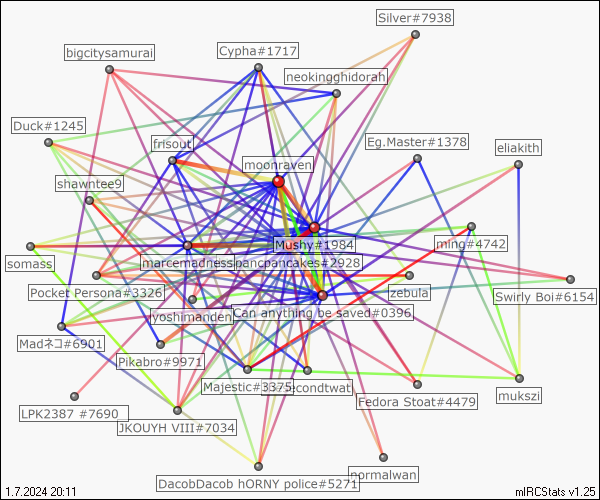 Silver#7938
bigcitysamurai
Cypha#1717
neokingghidorah
Duck#1245
frisout
Eg.Master#1378
eliakith
moonraven
shawntee9
Mushy#1984
ming#4742
somass
marcemadness
pancpancakes#2928
Pocket Persona#3326
zebula
Swirly Boi#6154
yoshimanden
Can anything be saved#0396
Madネコ#6901
Pikabro#9971
Majestic#3375
econdtwat
Fedora Stoat#4479
mukszi
LPK2387 #7690
JKOUYH VIII#7034
normalwan
DacobDacob hORNY police#5271
1.7.2024 20:11
mIRCStats v1.25